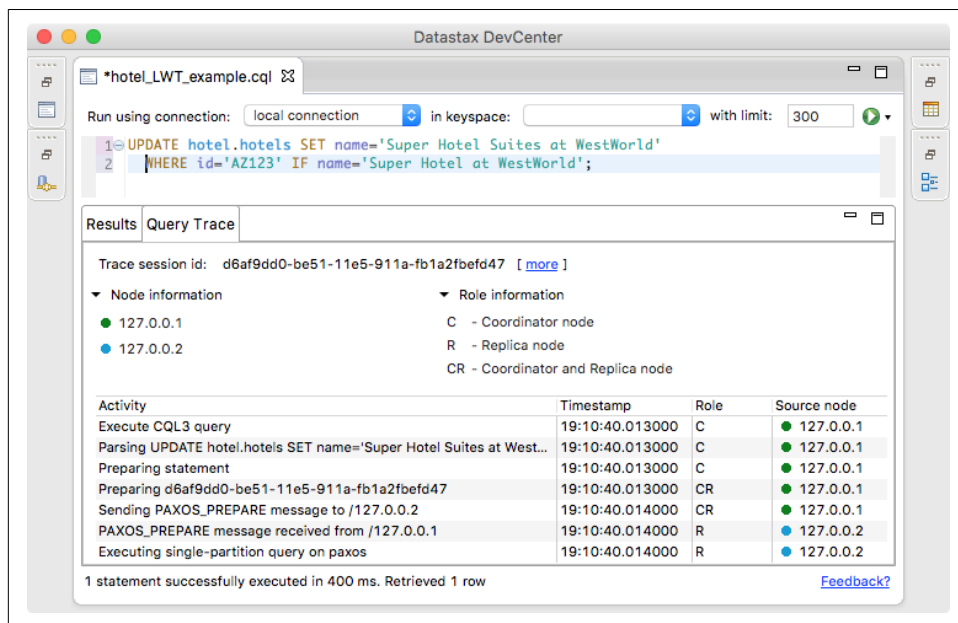 Datastax DevCenter
*hotel_LWT_example.cql
Run using connection: local connection in keyspace: with limit: 300
1 UPDATE hotel.hotels SET name='Super Hotel Suites at WestWorld'
2 WHERE id='AZ123' IF name='Super Hotel at WestWorld';
Results Query Trace
Trace session id: d6af9dd0-be51-11e5-911a-fb1a2fbefd47 [ more ]
Node information Role information
127.0.0.1 C - Coordinator node
127.0.0.2 R - Replica node
CR - Coordinator and Replica node
Activity Timestamp Role Source node
Execute CQL3 query 19:10:40.013000 C 127.0.0.1
Parsing UPDATE hotel.hotels SET name='Super Hotel Suites at West... 19:10:40.013000 C 127.0.0.1
Preparing statement 19:10:40.013000 C 127.0.0.1
Preparing d6af9dd0-be51-11e5-911a-fb1a2fbefd47 19:10:40.013000 CR 127.0.0.1
Sending PAXOS_PREPARE message to /127.0.0.2 19:10:40.014000 CR 127.0.0.1
PAXOS_PREPARE message received from /127.0.0.1 19:10:40.014000 R 127.0.0.2
Executing single-partition query on paxos 19:10:40.014000 R 127.0.0.2
1 statement successfully executed in 400 ms. Retrieved 1 row Feedback?